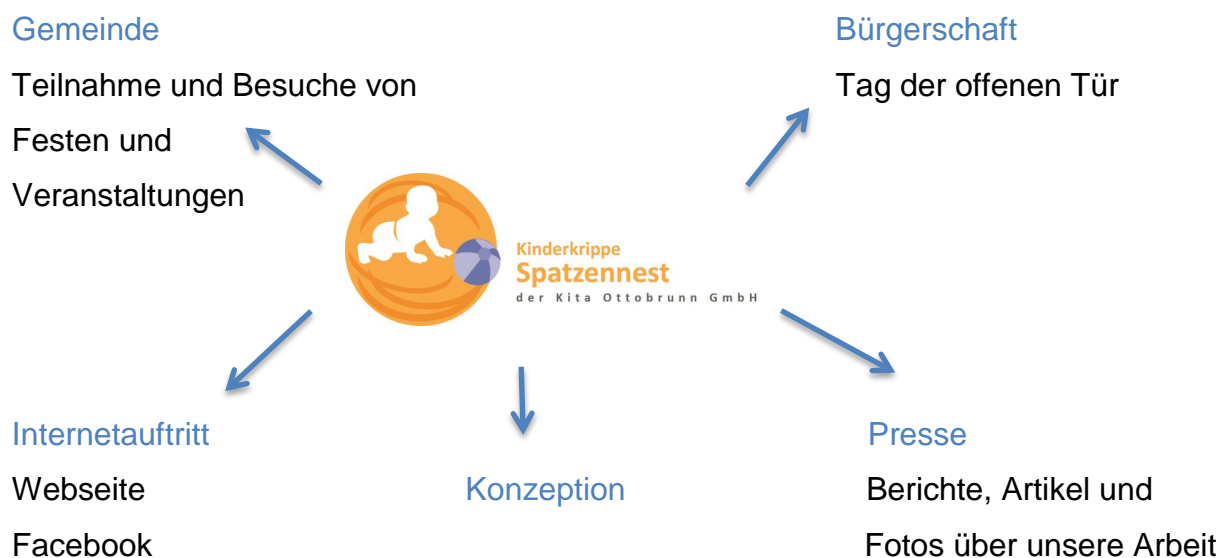 Gemeinde
Teilnahme und Besuche von
Festen und
Veranstaltungen
Bürgerschaft
Tag der offenen Tür
Kinderkrippe
Spatzennest
der Kita Ottobrunn GmbH
Internetauftritt
Webseite
Facebook
Konzeption
Presse
Berichte, Artikel und
Fotos über unsere Arbeit